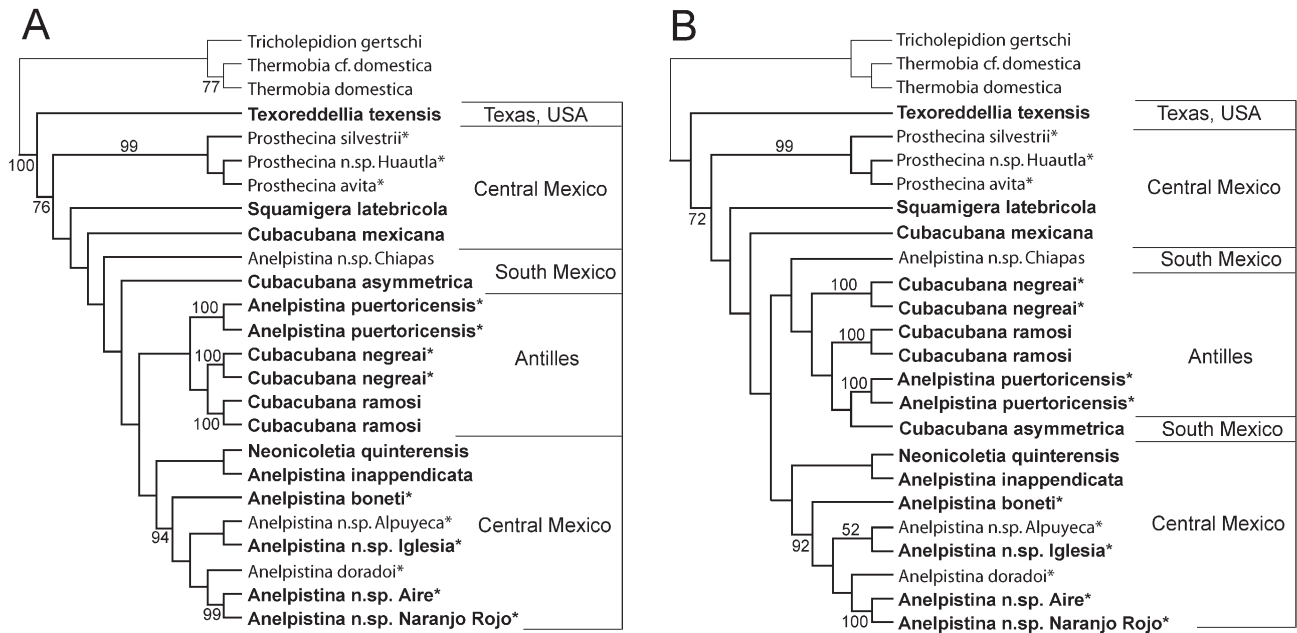 A
Tricholepidion gertschi
Thermobia cf. domestica
77
Thermobia domestica
Texoreddellia texensis
Texas, USA
Prosthecina silvestrii*
99
100
Prosthecina n.sp. Huautla*
Prosthecina avita*
Central Mexico
76
Squamigera latebricola
Cubacubana mexicana
Anelpistina n.sp. Chiapas
South Mexico
Cubacubana asymmetrica
100
Anelpistina puertoricensis*
Anelpistina puertoricensis*
100
Cubacubana negreai*
Antilles
Cubacubana negreai*
Cubacubana ramosi
100
Cubacubana ramosi
Neonicoletia quinterensis
Anelpistina inappendicata
Anelpistina boneti*
Central Mexico
94
Anelpistina n.sp. Alpuyeca*
Anelpistina n.sp. Iglesia*
Anelpistina doradoi*
Anelpistina n.sp. Aire*
99
Anelpistina n.sp. Naranjo Rojo*
B
Tricholepidion gertschi
Thermobia cf. domestica
Thermobia domestica
Texoreddellia texensis
Texas, USA
Prosthecina silvestrii*
99
Prosthecina n.sp. Huautla*
Prosthecina avita*
Central Mexico
72
Squamigera latebricola
Cubacubana mexicana
Anelpistina n.sp. Chiapas
South Mexico
100
Cubacubana negreai*
Cubacubana negreai*
100
Cubacubana ramosi
Cubacubana ramosi
Antilles
100
Anelpistina puertoricensis*
Anelpistina puertoricensis*
Cubacubana asymmetrica
South Mexico
Neonicoletia quinterensis
Anelpistina inappendicata
Anelpistina boneti*
Central Mexico
92
52
Anelpistina n.sp. Alpuyeca*
Anelpistina n.sp. Iglesia*
Anelpistina doradoi*
Anelpistina n.sp. Aire*
100
Anelpistina n.sp. Naranjo Rojo*